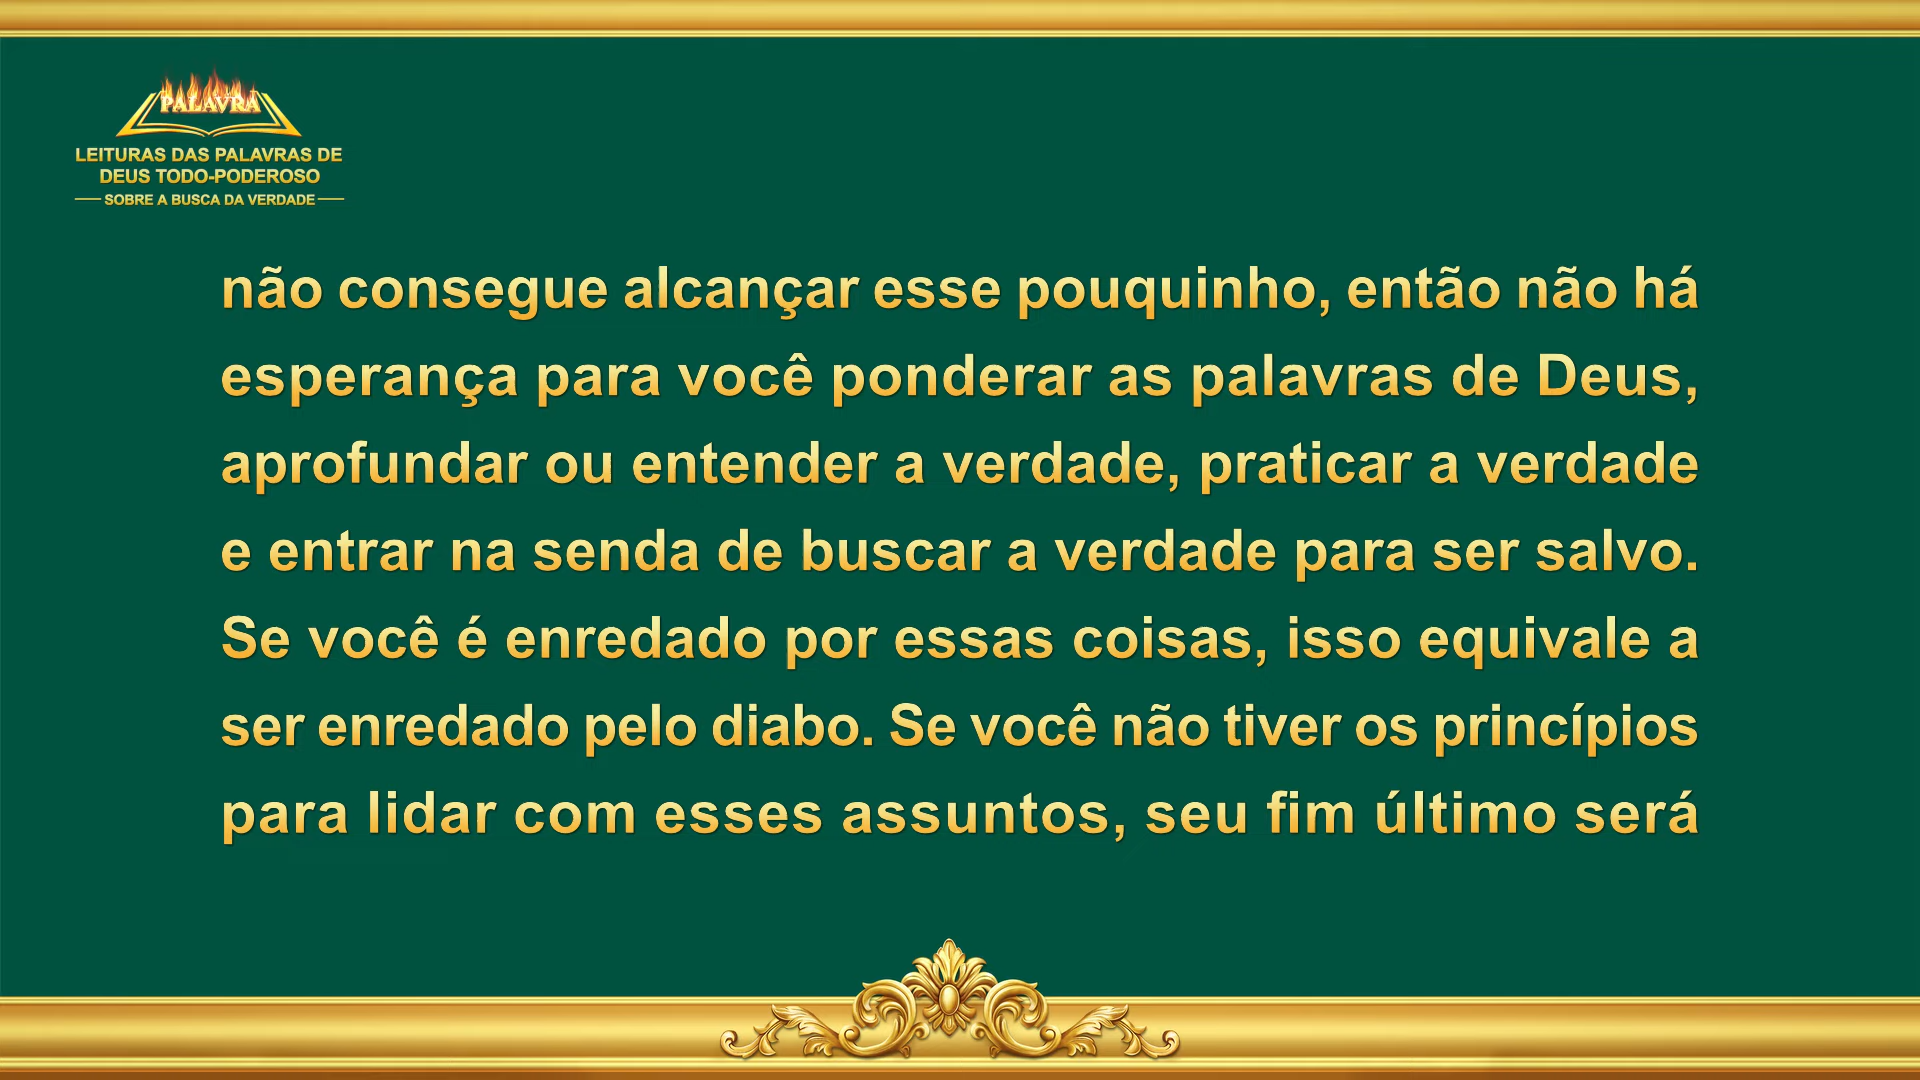 PALAVRA
LEITURAS DAS PALAVRAS DE
DEUS TODO-PODEROSO
SOBRE A BUSCA DA VERDADE
não consegue alcançar esse pouquinho, então não há
esperança para você ponderar as palavras de Deus,
aprofundar ou entender a verdade, praticar a verdade
e entrar na senda de buscar a verdade para ser salvo.
Se você é enredado por essas coisas, isso equivale a
ser enredado pelo diabo. Se você não tiver os princípios
para lidar com esses assuntos, seu fim último será